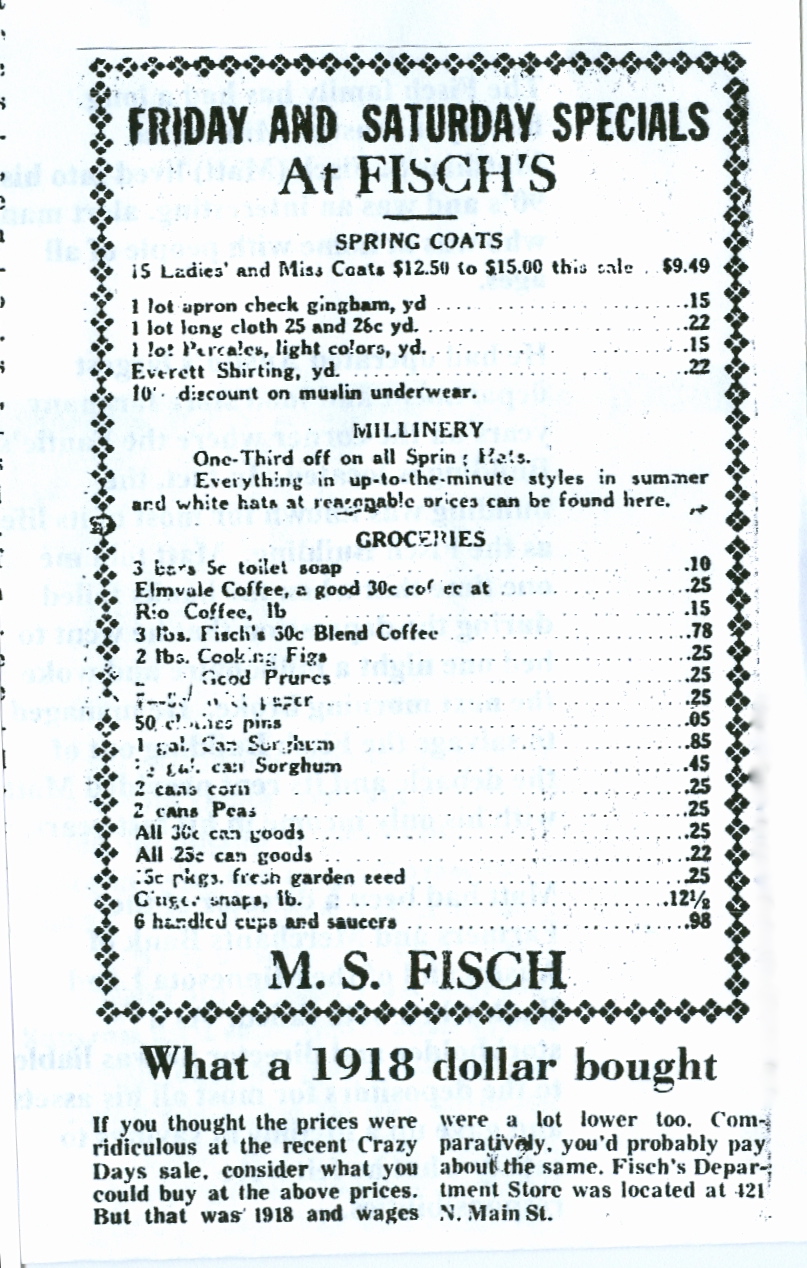 FRIDAY AND SATURDAY SPECIALS
At FISCH'S
SPRING COATS
15 Ladies' and Miss Coats $12.50 to $15.00 this sale . . $9.49
1 lot apron check gingham, yd .15
1 lot long cloth 25 and 26c yd. .22
1 lot Percales, light colors, yd. .15
Everett Shirting, yd. .22
discount on muslin underwear.
MILLINERY
One-Third off on all Spring Hats.
Everything in up-to-the-minute styles in summer
and white hats at reasonable prices can be found here.
GROCERIES
3 bars 5c toilet soap .10
Elmvale Coffee, a good 30c coffee at .25
Rio Coffee, lb .15
3 lbs. Fisch's 30c Blend Coffee .78
2 lbs. Cooking Figs .25
Good Prunes .25
.25
50 clothes pins .05
1 gal. Can Sorghum .85
gal. can Sorghum .45
cans corn .25
2 cans Peas .25
All 30c can goods .25
All 25c can goods .22
5c pkgs. fresh garden seed .25
Ginger snaps, lb. .12½
6 handled cups and saucers .98
M. S. FISCH
What a 1918 dollar bought
If you thought the prices were
ridiculous at the recent Crazy
Days sale, consider what you
could buy at the above prices.
But that was 1918 and wages
were a lot lower too. Com-
paratively, you'd probably pay
about the same. Fisch's Depar-
tment Store was located at 421
N. Main St.